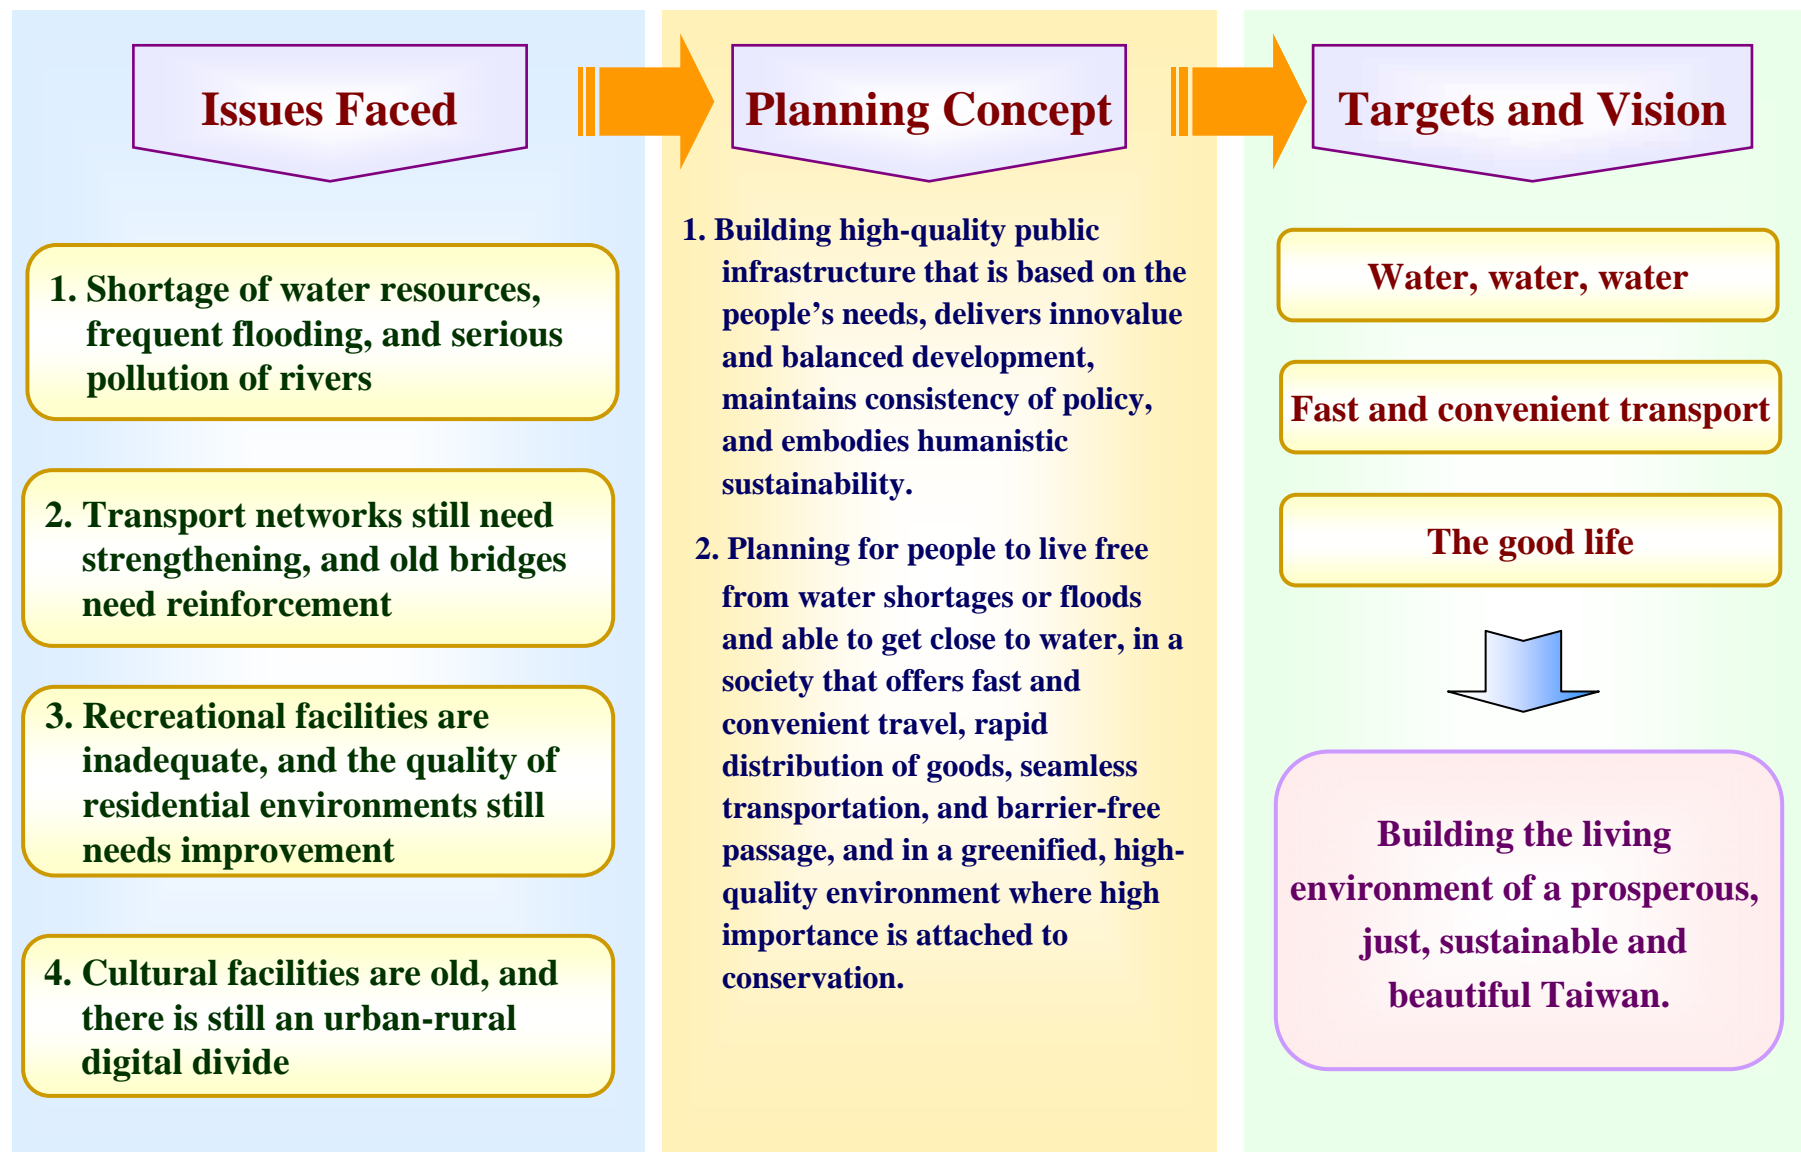 Issues Faced
Planning Concept
Targets and Vision
1. Shortage of water resources,
frequent flooding, and serious
pollution of rivers
2. Transport networks still need
strengthening, and old bridges
need reinforcement
3. Recreational facilities are
inadequate, and the quality of
residential environments still
needs improvement
4. Cultural facilities are old, and
there is still an urban-rural
digital divide
1. Building high-quality public
infrastructure that is based on the
people’s needs, delivers innovalue
and balanced development,
maintains consistency of policy,
and embodies humanistic
sustainability.
2. Planning for people to live free
from water shortages or floods
and able to get close to water, in a
society that offers fast and
convenient travel, rapid
distribution of goods, seamless
transportation, and barrier-free
passage, and in a greenified, high-
quality environment where high
importance is attached to
conservation.
Water, water, water
Fast and convenient transport
The good life
Building the living
environment of a prosperous,
just, sustainable and
beautiful Taiwan.